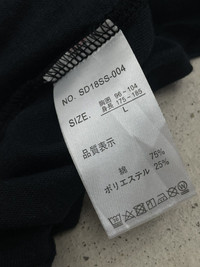 NO. SD18SS-004
SIZE. 胸囲 96~104
身長 175~185
L
品質表示
綿 75%
ポリエステル 25%